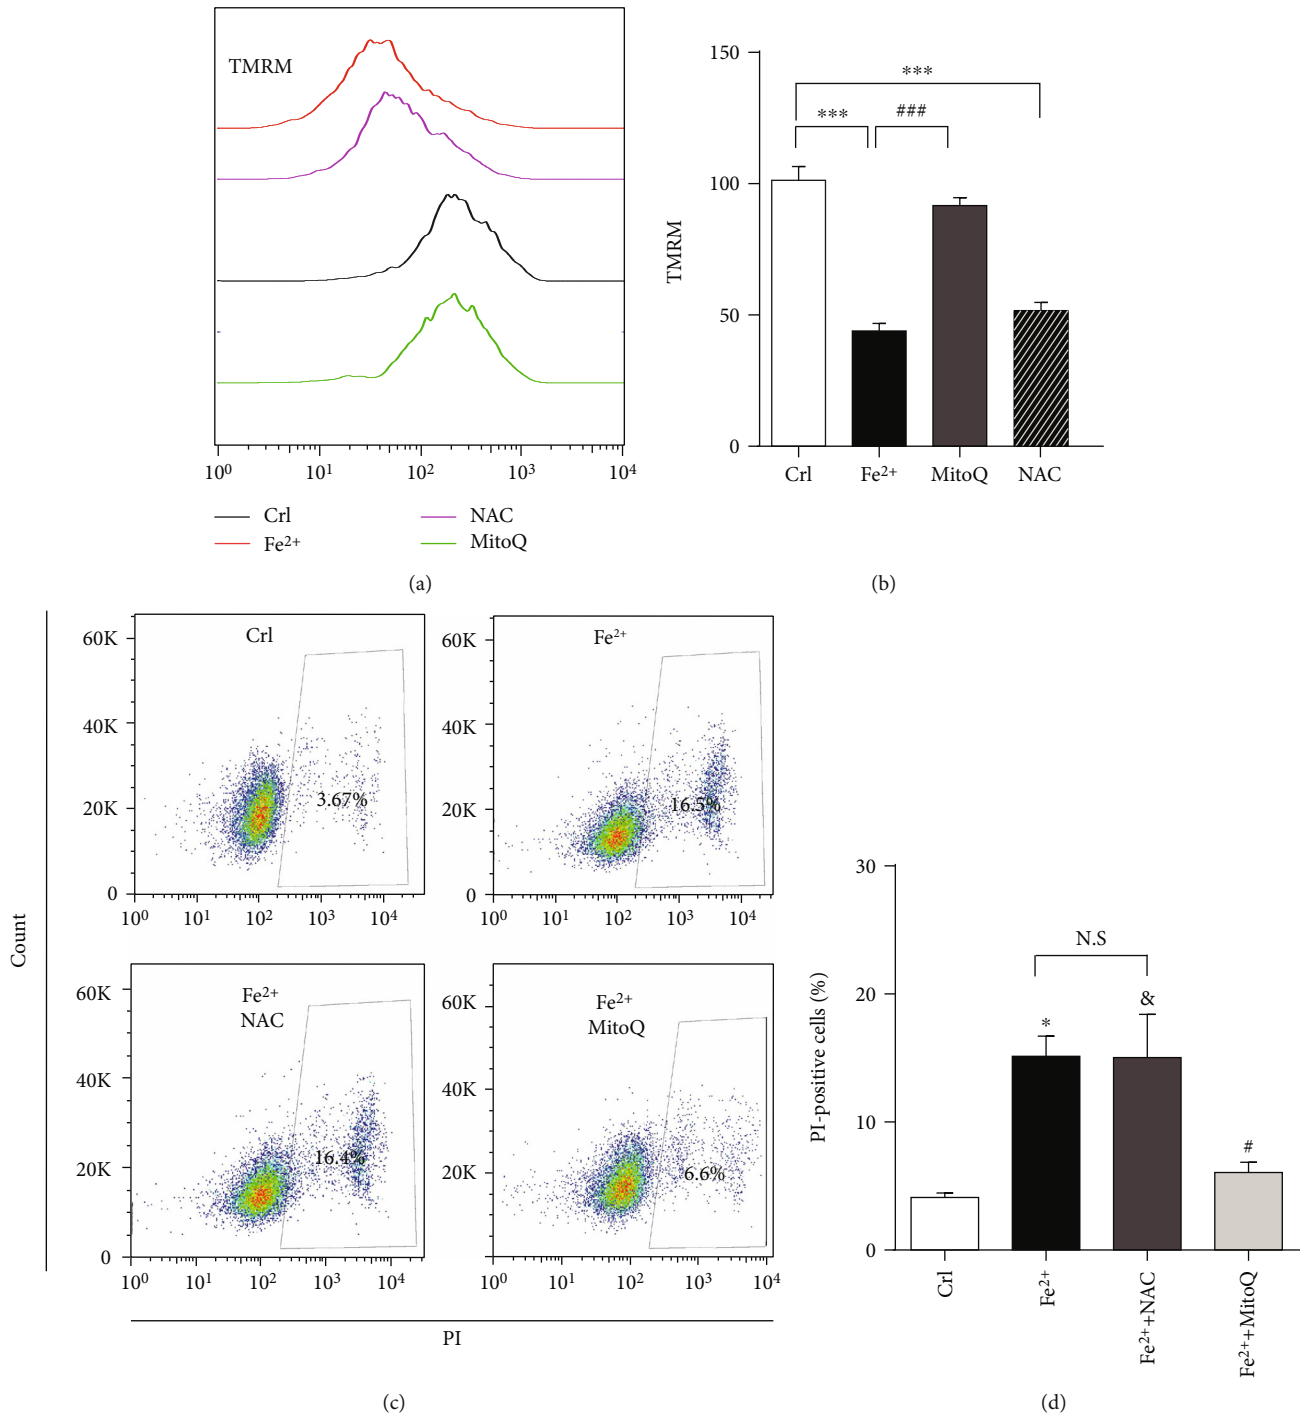 TMRM
10⁰ 10¹ 10² 10³ 10⁴
Crl NAC
Fe²⁺ MitoQ
(a)
150
100
50
0
TMRM
***
*** ###
Crl Fe²⁺ MitoQ NAC
(b)
Count
60K
40K
20K
0
Crl
3.67%
10⁰ 10¹ 10² 10³ 10⁴
60K
40K
20K
0
Fe²⁺
16.5%
10⁰ 10¹ 10² 10³ 10⁴
60K
40K
20K
0
Fe²⁺
NAC
16.4%
10⁰ 10¹ 10² 10³ 10⁴
60K
40K
20K
0
Fe²⁺
MitoQ
6.6%
10⁰ 10¹ 10² 10³ 10⁴
PI
(c)
30
20
10
0
PI-positive cells (%)
N.S
* & #
Crl
Fe²⁺
Fe²⁺+NAC
Fe²⁺+MitoQ
(d)